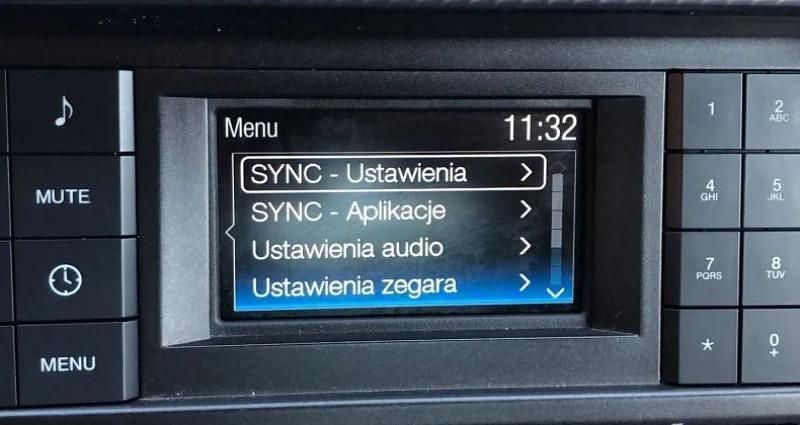 Menu 11:32
SYNC - Ustawienia
SYNC - Aplikacje
Ustawienia audio
Ustawienia zegara
MUTE
MENU
1
2
ABC
4
GHI
5
JKL
7
PQRS
8
TUV
*
0
+